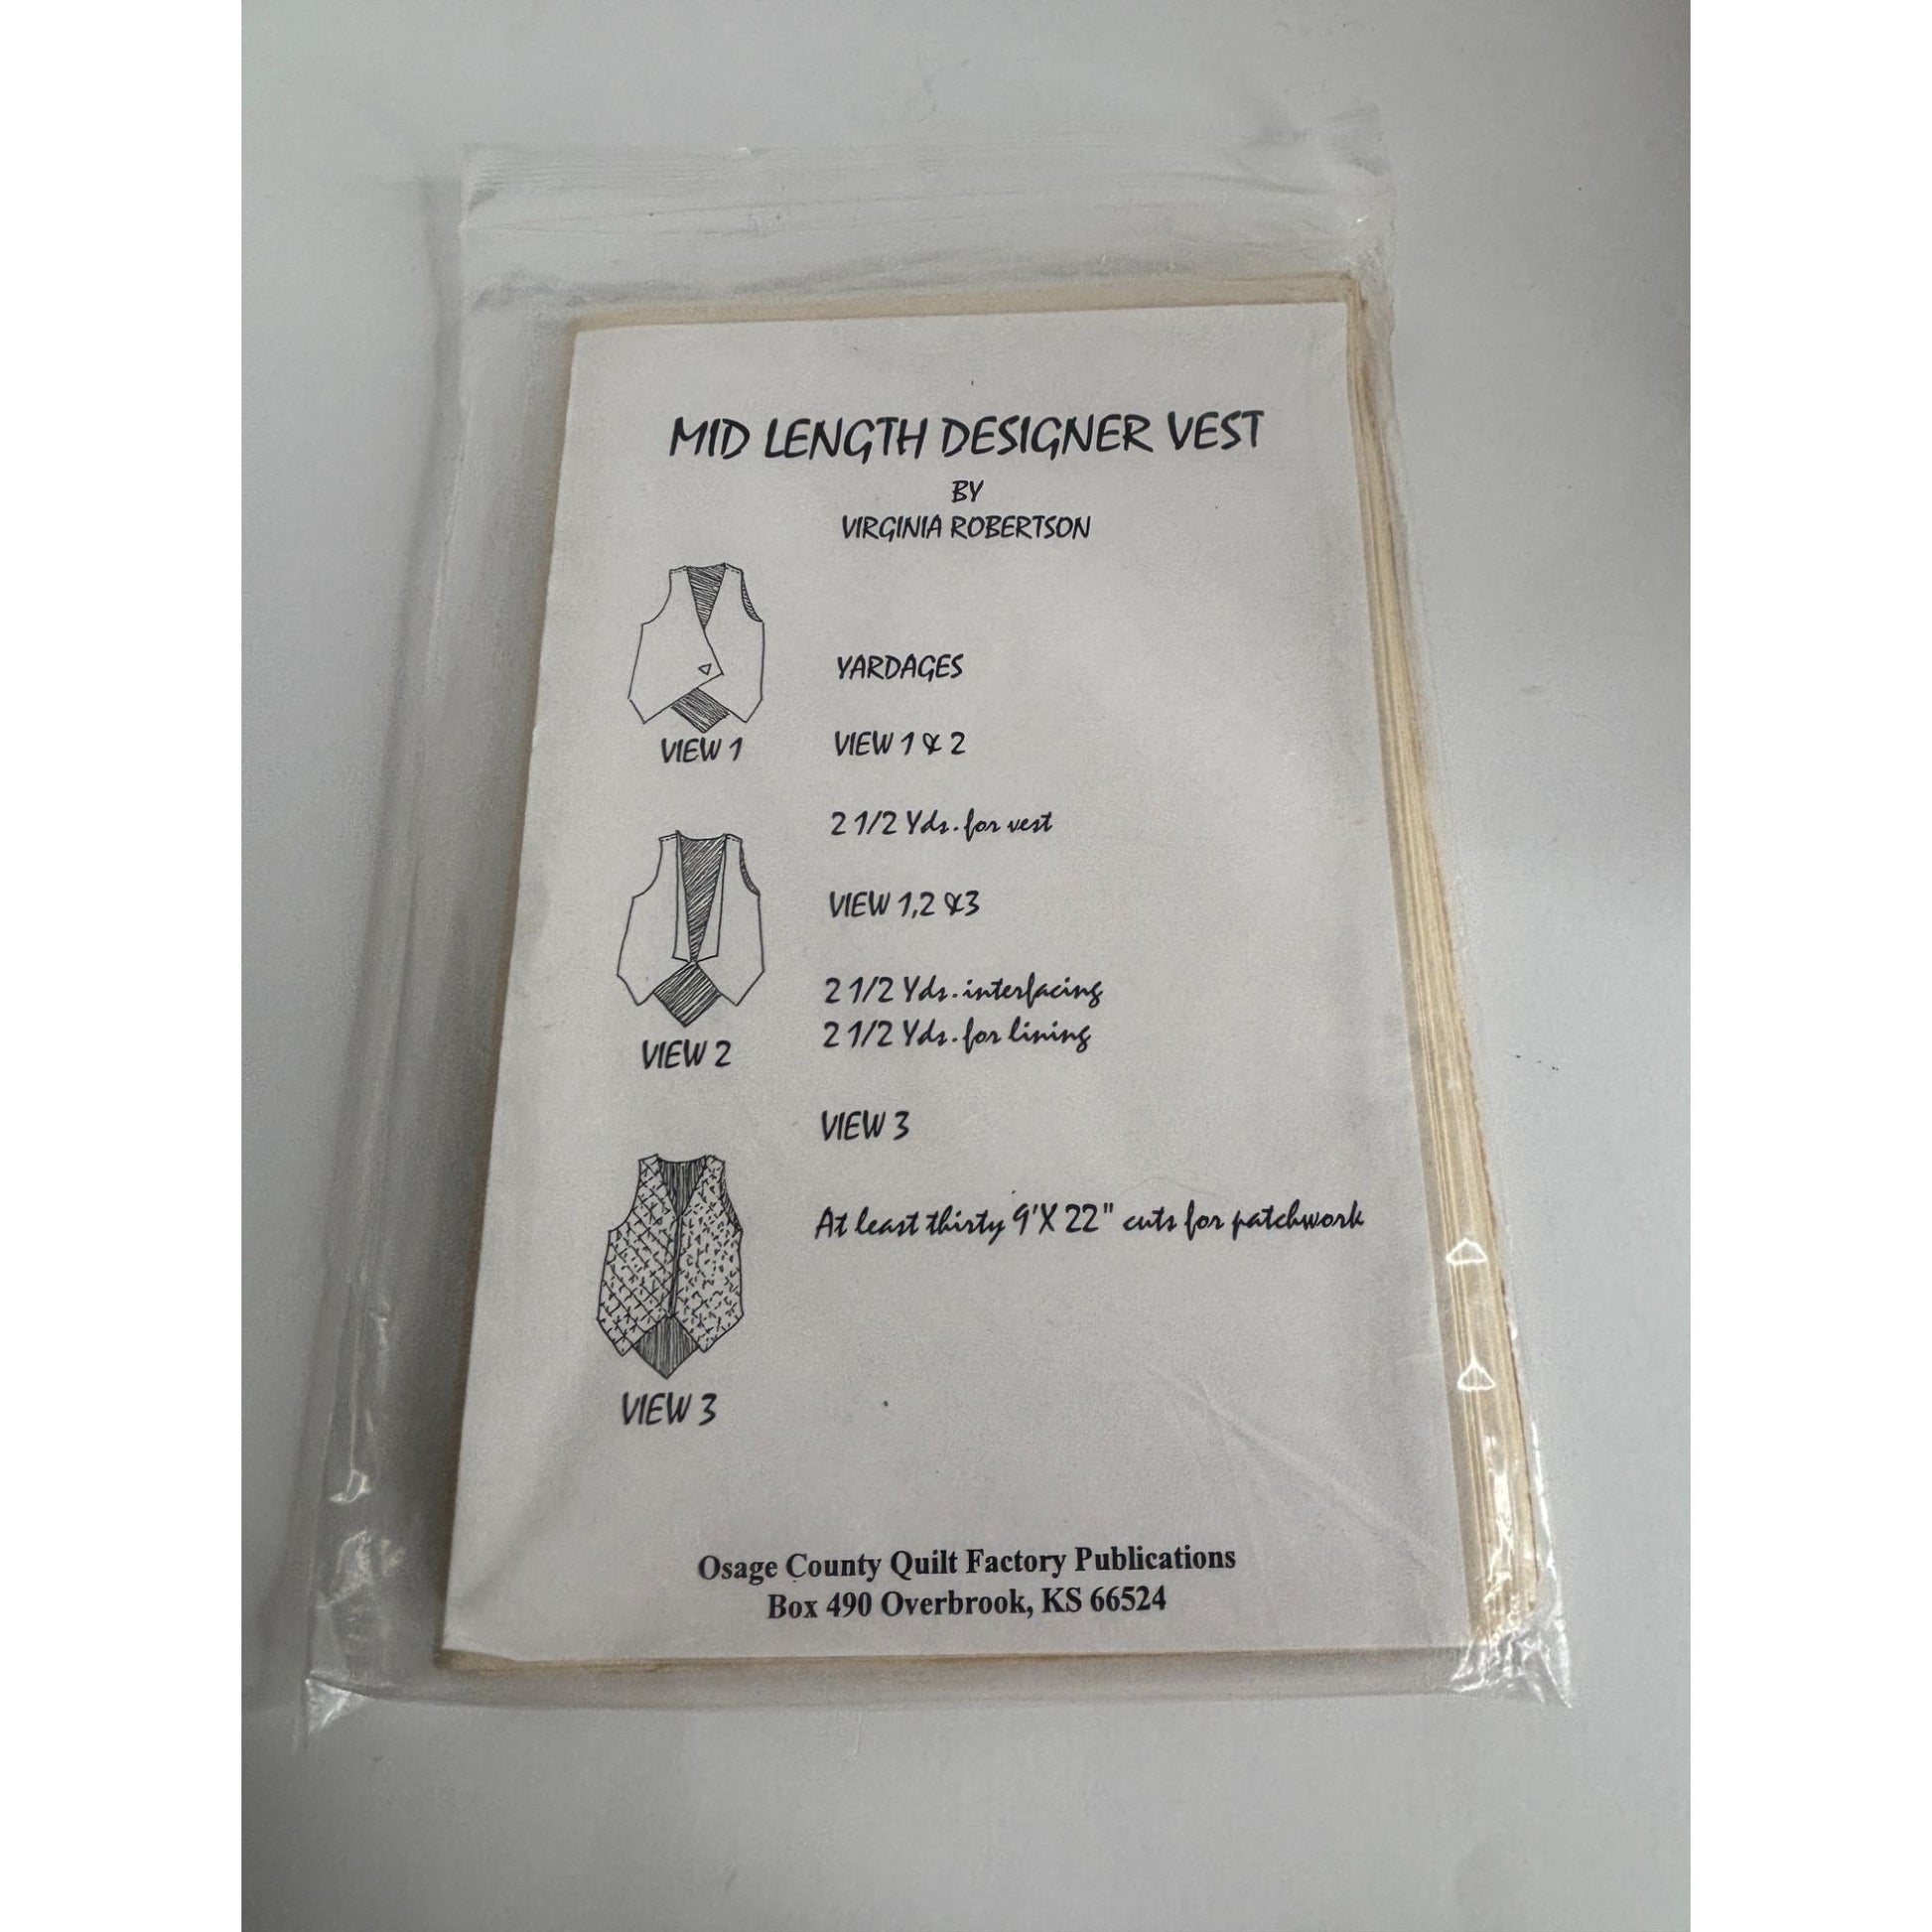 MID LENGTH DESIGNER VEST
BY
VIRGINIA ROBERTSON
VIEW 1
YARDAGES
VIEW 1 & 2
2 1/2 Yds. for vest
VIEW 2
VIEW 1,2 &3
2 1/2 Yds. interfacing
2 1/2 Yds. for lining
VIEW 3
VIEW 3
At least thirty 9'X 22" cuts for patchwork
Osage County Quilt Factory Publications
Box 490 Overbrook, KS 66524